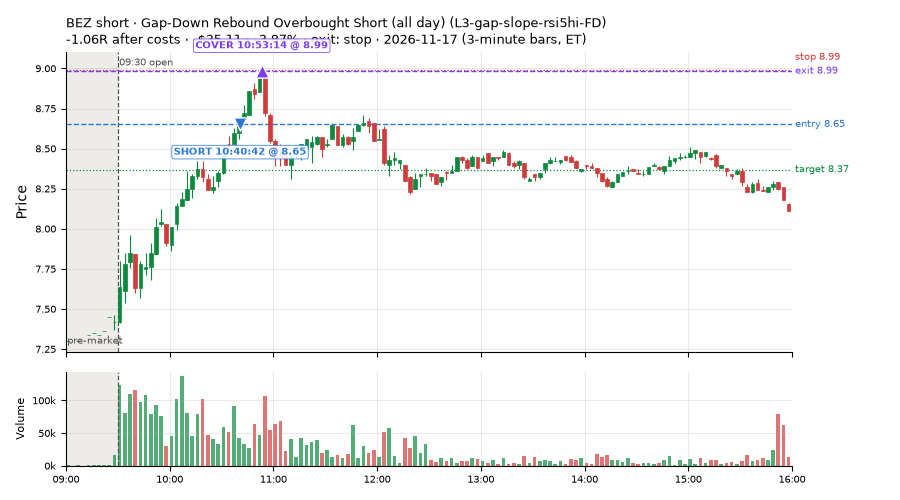 BEZ short · Gap-Down Rebound Overbought Short (all day) (L3-gap-slope-rsi5hi-FD)
-1.06R after costs · exit: stop · 2026-11-17 (3-minute bars, ET)
COVER 10:53:14 @ 8.99
09:30 open
stop 8.99
exit 8.99
entry 8.65
SHORT 10:40:42 @ 8.65
target 8.37
pre-market
Price
9.00
8.75
8.50
8.25
8.00
7.75
7.50
7.25
Volume
100k
50k
0k
09:00
10:00
11:00
12:00
13:00
14:00
15:00
16:00